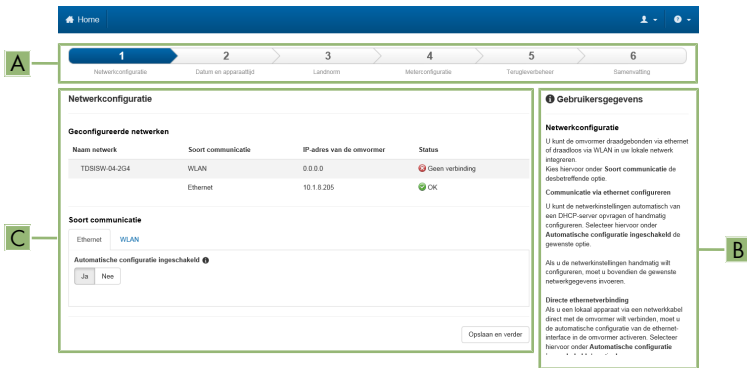 Home
A
1 2 3 4 5 6
Netwerkconfiguratie Datum en apparaattijd Landnorm Meterconfiguratie Terugleverbeheer Samenvatting
C
Netwerkconfiguratie
Geconfigureerde netwerken
Naam netwerk Soort communicatie IP-adres van de omvormer Status
TDSISW-04-2G4 WLAN 0.0.0.0 Geen verbinding
Ethernet 10.1.8.205 OK
Soort communicatie
Ethernet WLAN
Automatische configuratie ingeschakeld
Ja Nee
Opslaan en verder
B
Gebruikersgegevens
Netwerkconfiguratie
U kunt de omvormer draadgebonden via ethernet
of draadloos via WLAN in uw lokale netwerk
integreren.
Kies hiervoor onder Soort communicatie de
desbetreffende optie.
Communicatie via ethernet configureren
U kunt de netwerkinstellingen automatisch van
een DHCP-server opvragen of handmatig
configureren. Selecteer hiervoor onder
Automatische configuratie ingeschakeld de
gewenste optie.
Als u de netwerkinstellingen handmatig wilt
configureren, moet u bovendien de gewenste
netwerkgegevens invoeren.
Directe ethernetverbinding
Als u een lokaal apparaat via een netwerkkabel
direct met de omvormer wilt verbinden, moet u
de automatische configuratie van de ethernet-
interface in de omvormer activeren. Selecteer
hiervoor onder Automatische configuratie